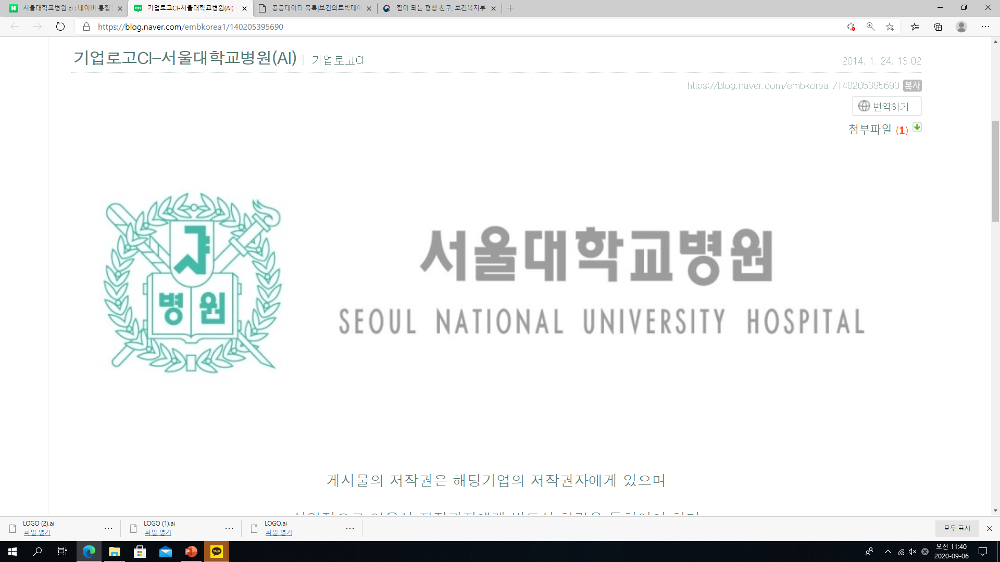 서울대학교병원 ci : 네이버 통합
기업로고CI-서울대학교병원(AI)
공공데이터 목록|보건의료빅데이
힘이 되는 평생 친구, 보건복지부
https://blog.naver.com/embkorea1/140205395690
기업로고CI-서울대학교병원(AI) | 기업로고CI
2014. 1. 24. 13:02
https://blog.naver.com/embkorea1/140205395690 복사
번역하기
첨부파일 (1)
병원
서울대학교병원
SEOUL NATIONAL UNIVERSITY HOSPITAL
게시물의 저작권은 해당기업의 저작권자에게 있으며
LOGO (2).ai
파일 열기
LOGO (1).ai
파일 열기
LOGO.ai
파일 열기
모두 표시
TALK
오전 11:40
2020-09-06